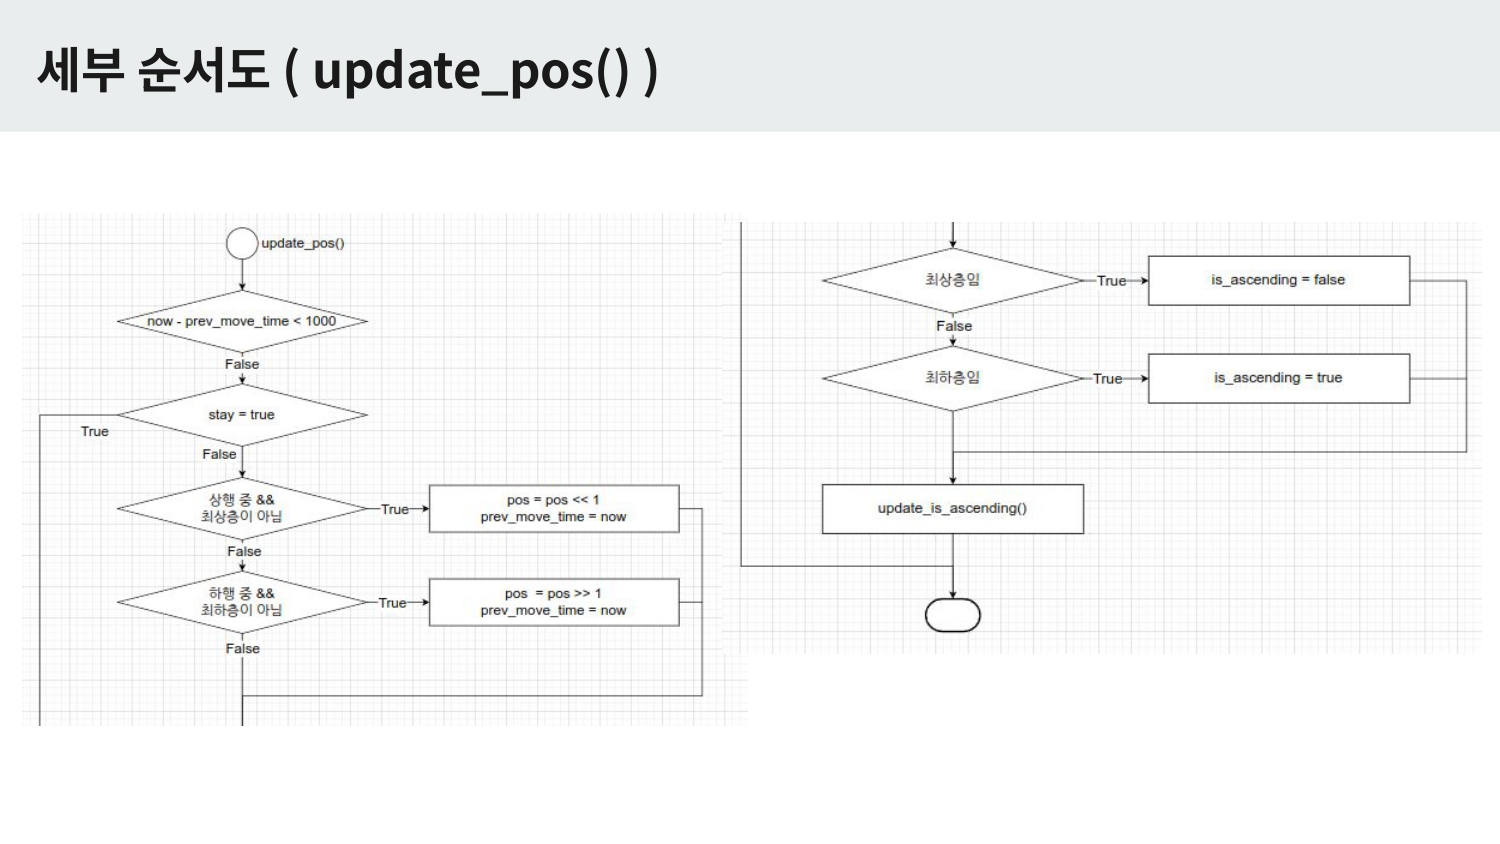 세부 순서도 ( update_pos() )
update_pos()
now - prev_move_time < 1000
False
stay = true
True
False
상행 중 &&
최상층이 아님
True
pos = pos << 1
prev_move_time = now
False
하행 중 &&
최하층이 아님
True
pos  = pos >> 1
prev_move_time = now
False
최상층임
True
is_ascending = false
False
최하층임
True
is_ascending = true
update_is_ascending()